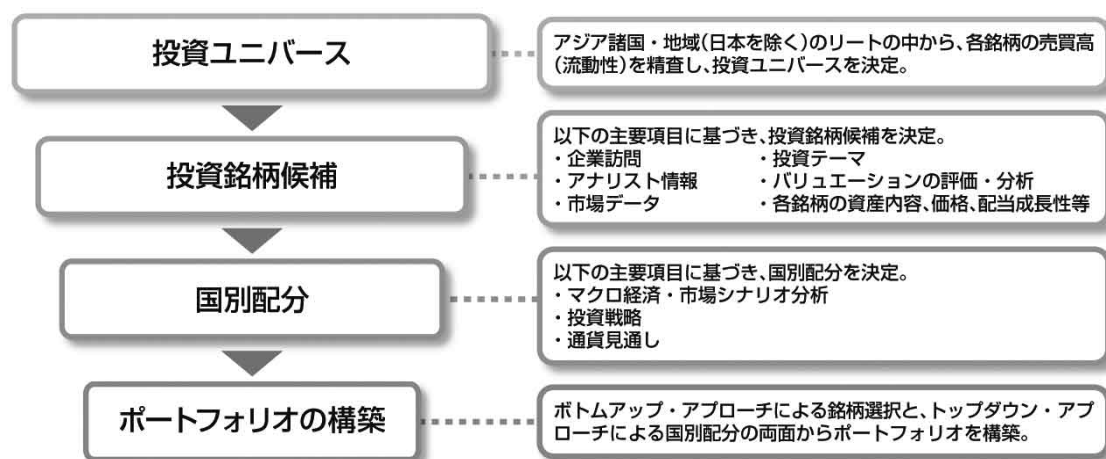 投資ユニバース
アジア諸国・地域(日本を除く)のリートの中から、各銘柄の売買高
(流動性)を精査し、投資ユニバースを決定。
投資銘柄候補
以下の主要項目に基づき、投資銘柄候補を決定。
・企業訪問 ・投資テーマ
・アナリスト情報 ・バリュエーションの評価・分析
・市場データ ・各銘柄の資産内容、価格、配当成長性等
国別配分
以下の主要項目に基づき、国別配分を決定。
・マクロ経済・市場シナリオ分析
・投資戦略
・通貨見通し
ポートフォリオの構築
ボトムアップ・アプローチによる銘柄選択と、トップダウン・アプ
ローチによる国別配分の両面からポートフォリオを構築。